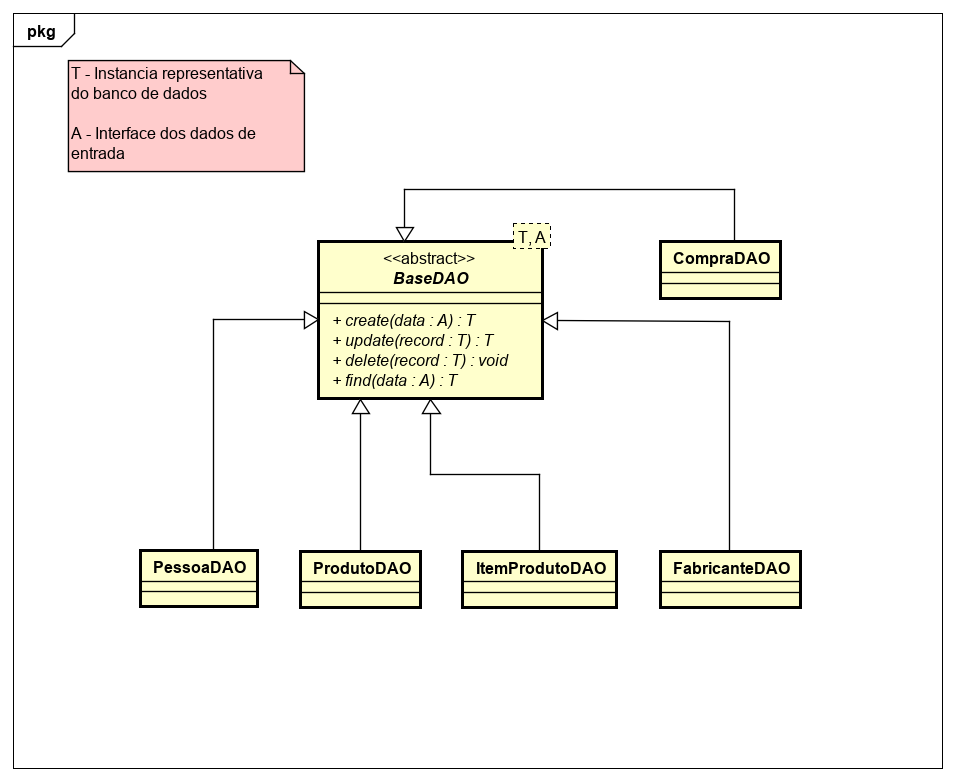 pkg
T - Instancia representativa
do banco de dados
A - Interface dos dados de
entrada
T, A
<<abstract>>
BaseDAO
+ create(data : A) : T
+ update(record : T) : T
+ delete(record : T) : void
+ find(data : A) : T
CompraDAO
PessoaDAO
ProdutoDAO
ItemProdutoDAO
FabricanteDAO